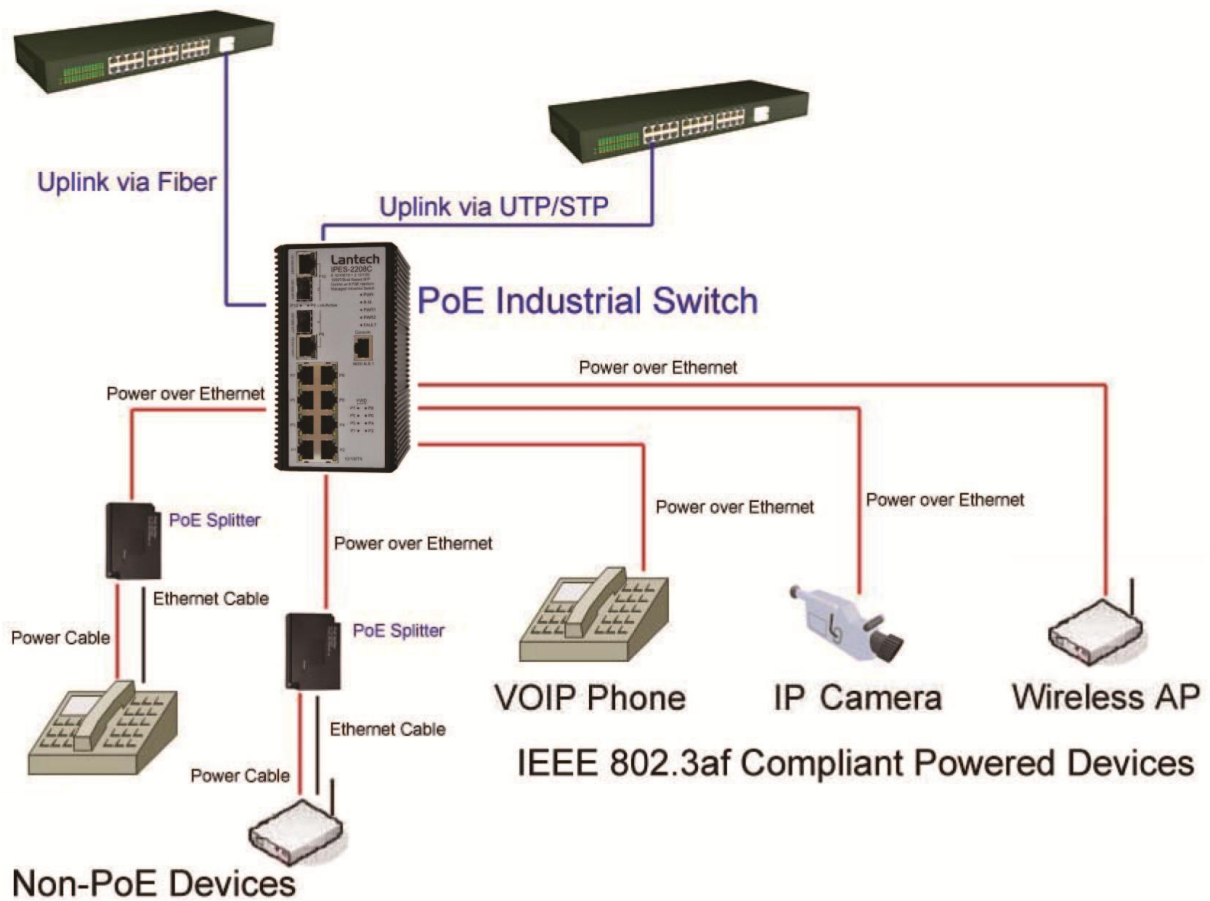 Uplink via Fiber
Uplink via UTP/STP
Lantech
IPES-2208C
PoE Industrial Switch
Power over Ethernet
Power over Ethernet
PoE Splitter
Power over Ethernet
Power over Ethernet
Power over Ethernet
Ethernet Cable
PoE Splitter
Power Cable
VOIP Phone
IP Camera
Wireless AP
Ethernet Cable
IEEE 802.3af Compliant Powered Devices
Power Cable
Non-PoE Devices